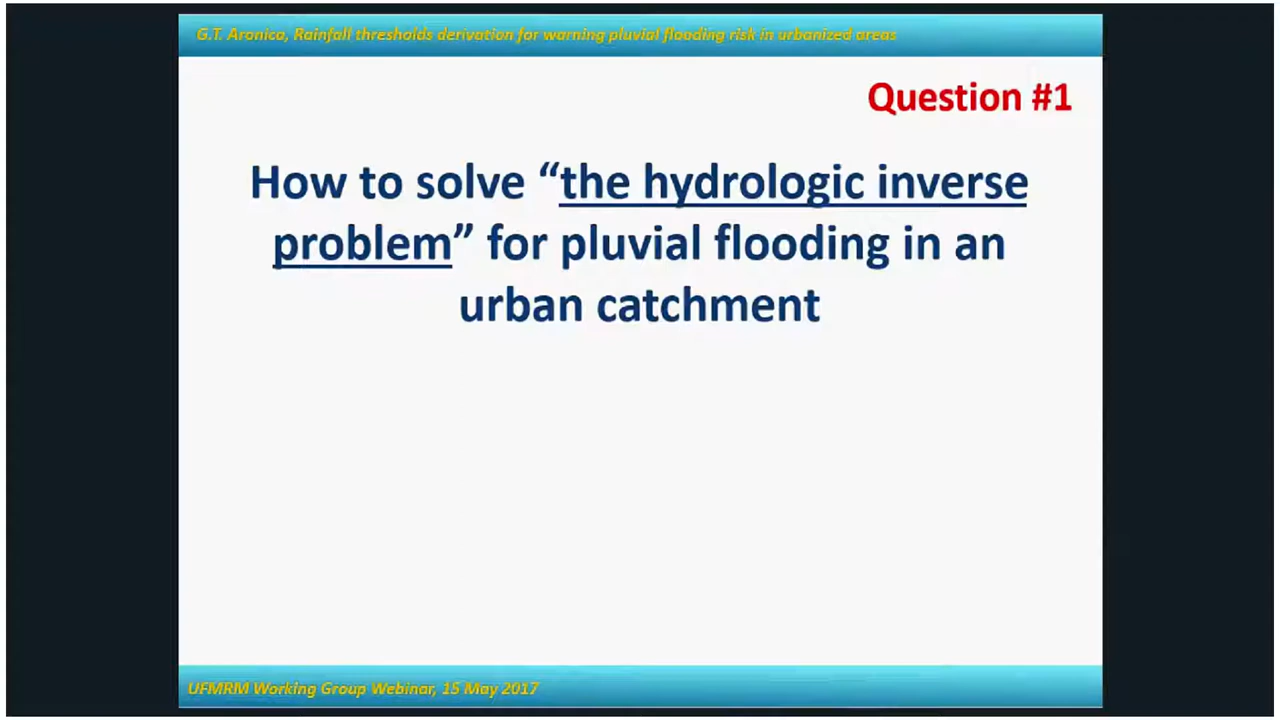 G.T. Aronica, Rainfall thresholds derivation for warning pluvial flooding risk in urbanized areas
Question #1
How to solve “the hydrologic inverse
problem” for pluvial flooding in an
urban catchment
UFMRM Working Group Webinar, 15 May 2017